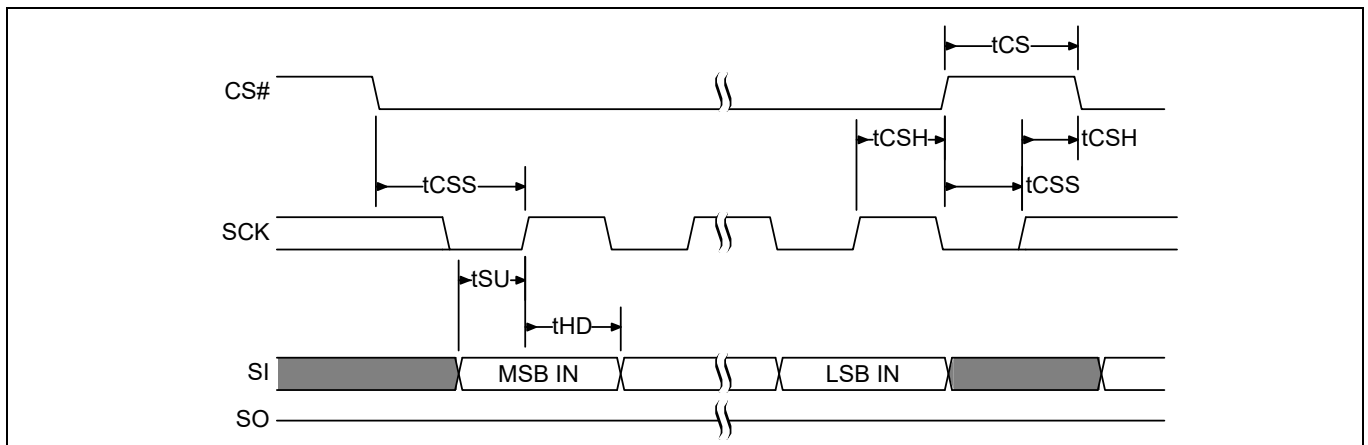 tCS
CS#
tCSH
tCSH
tCSS
tCSS
SCK
tSU
tHD
SI
MSB IN
LSB IN
SO